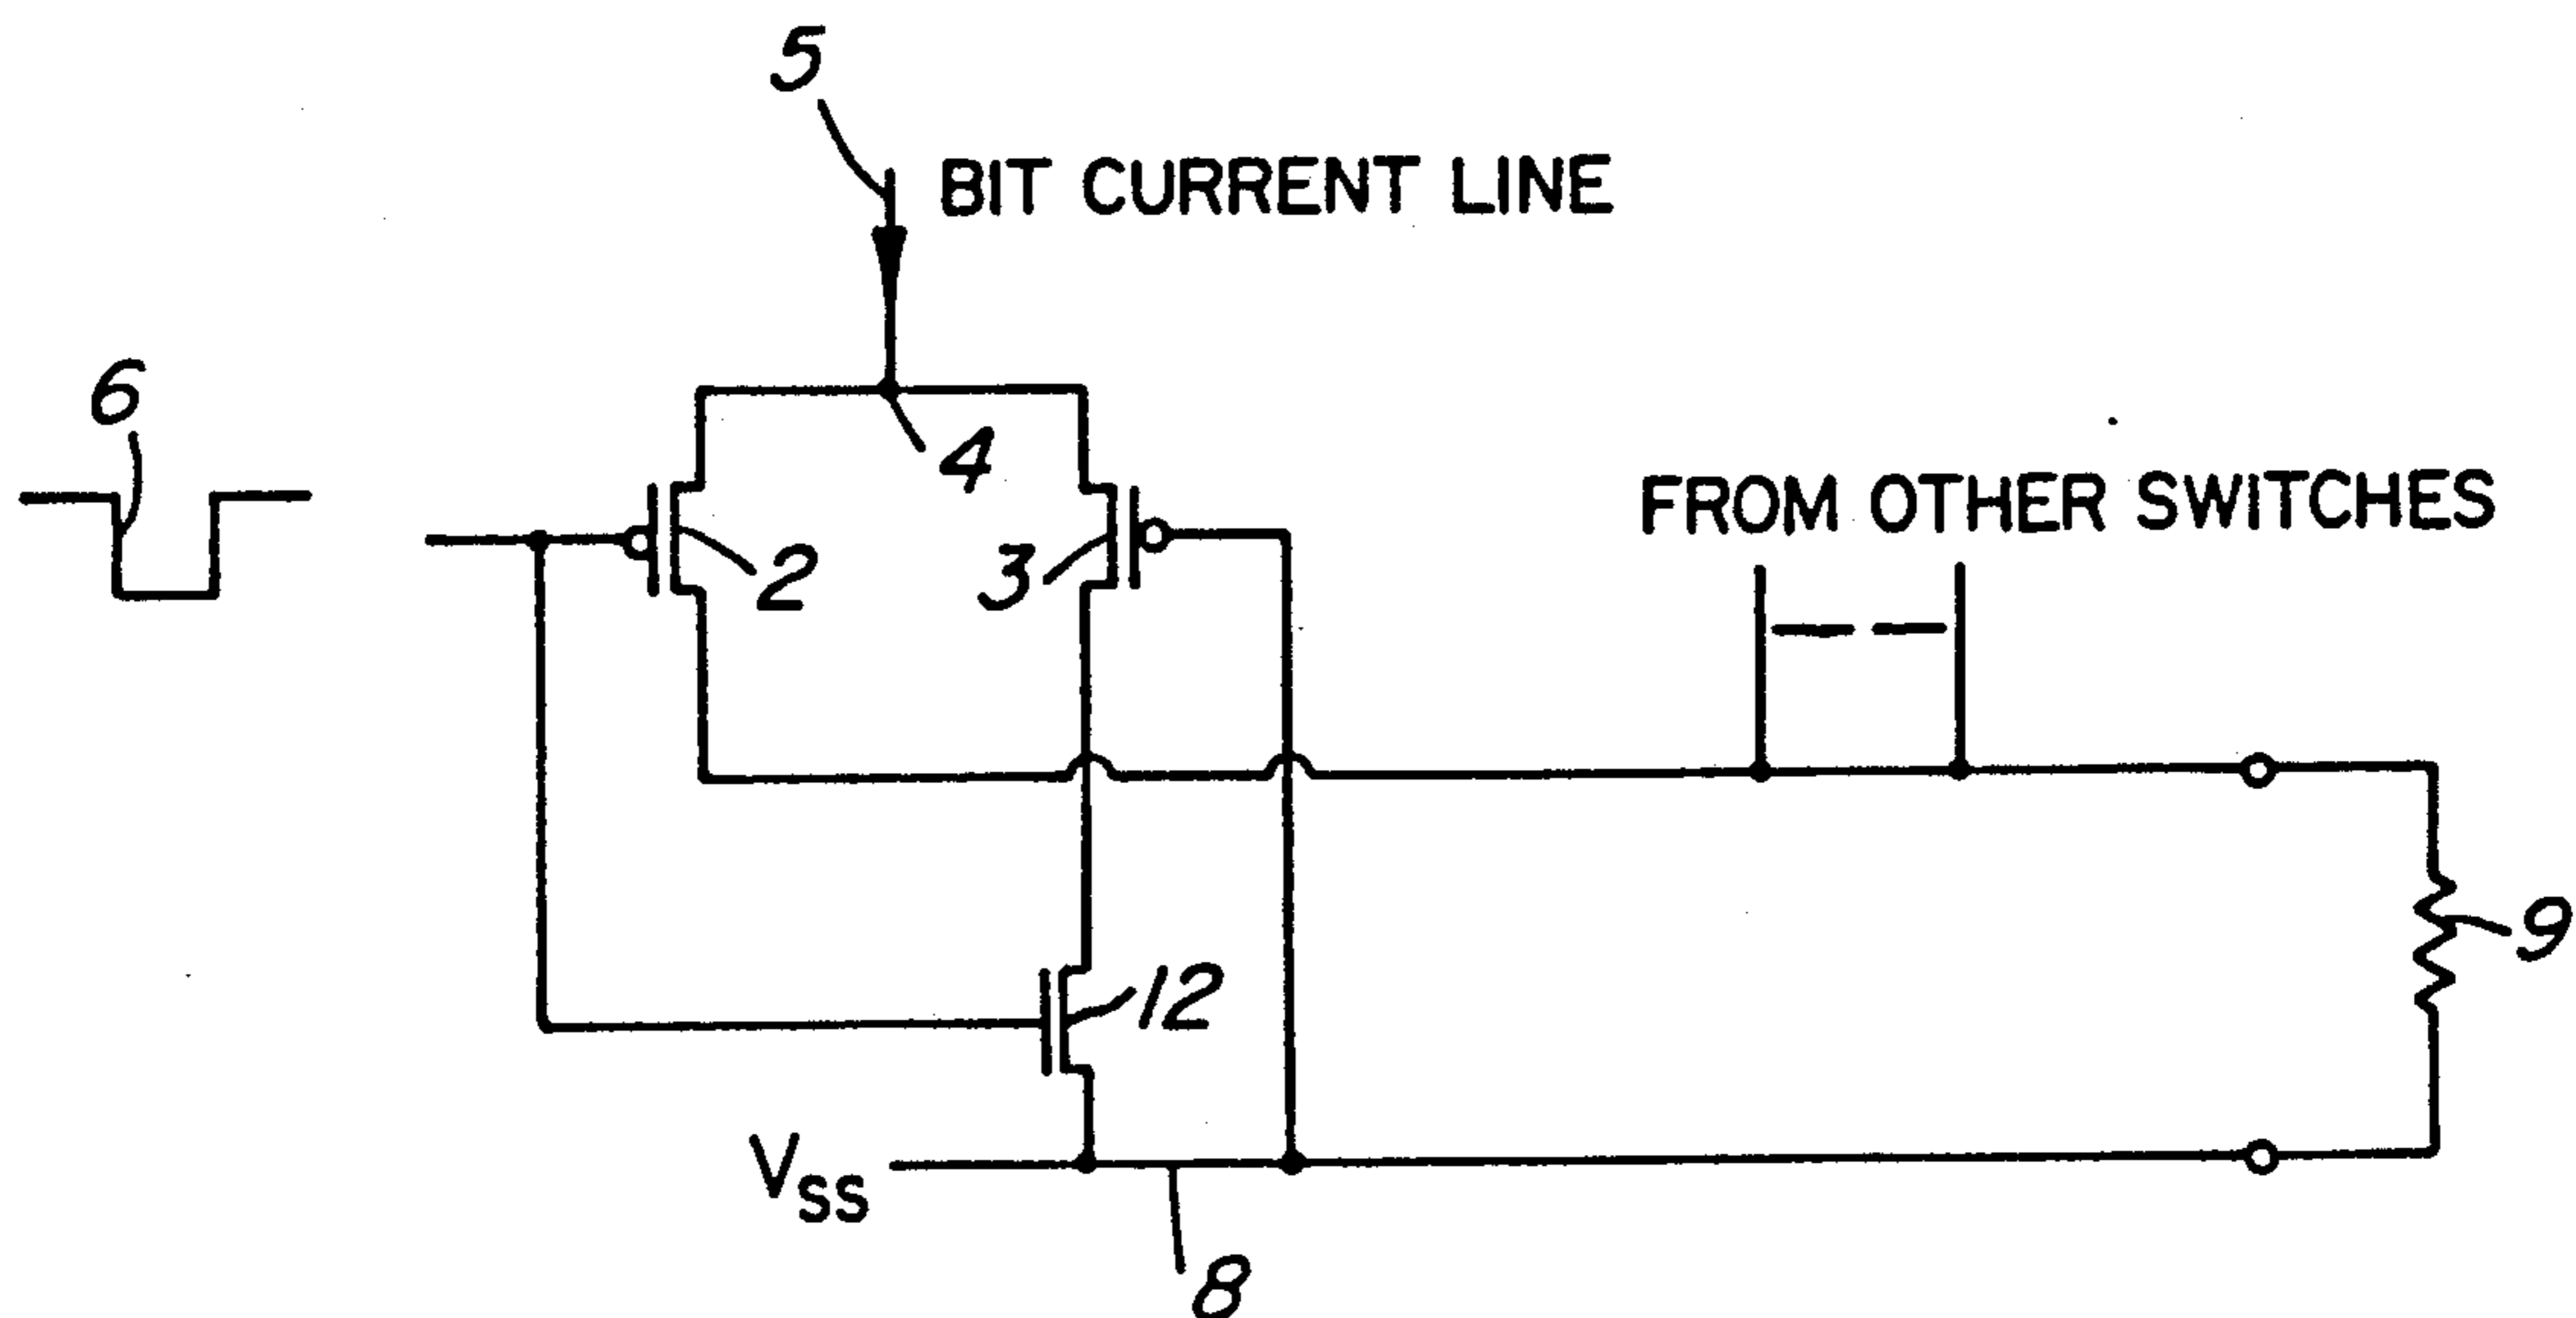 5
BIT CURRENT LINE
6
4
FROM OTHER SWITCHES
2
3
9
12
VSS
8